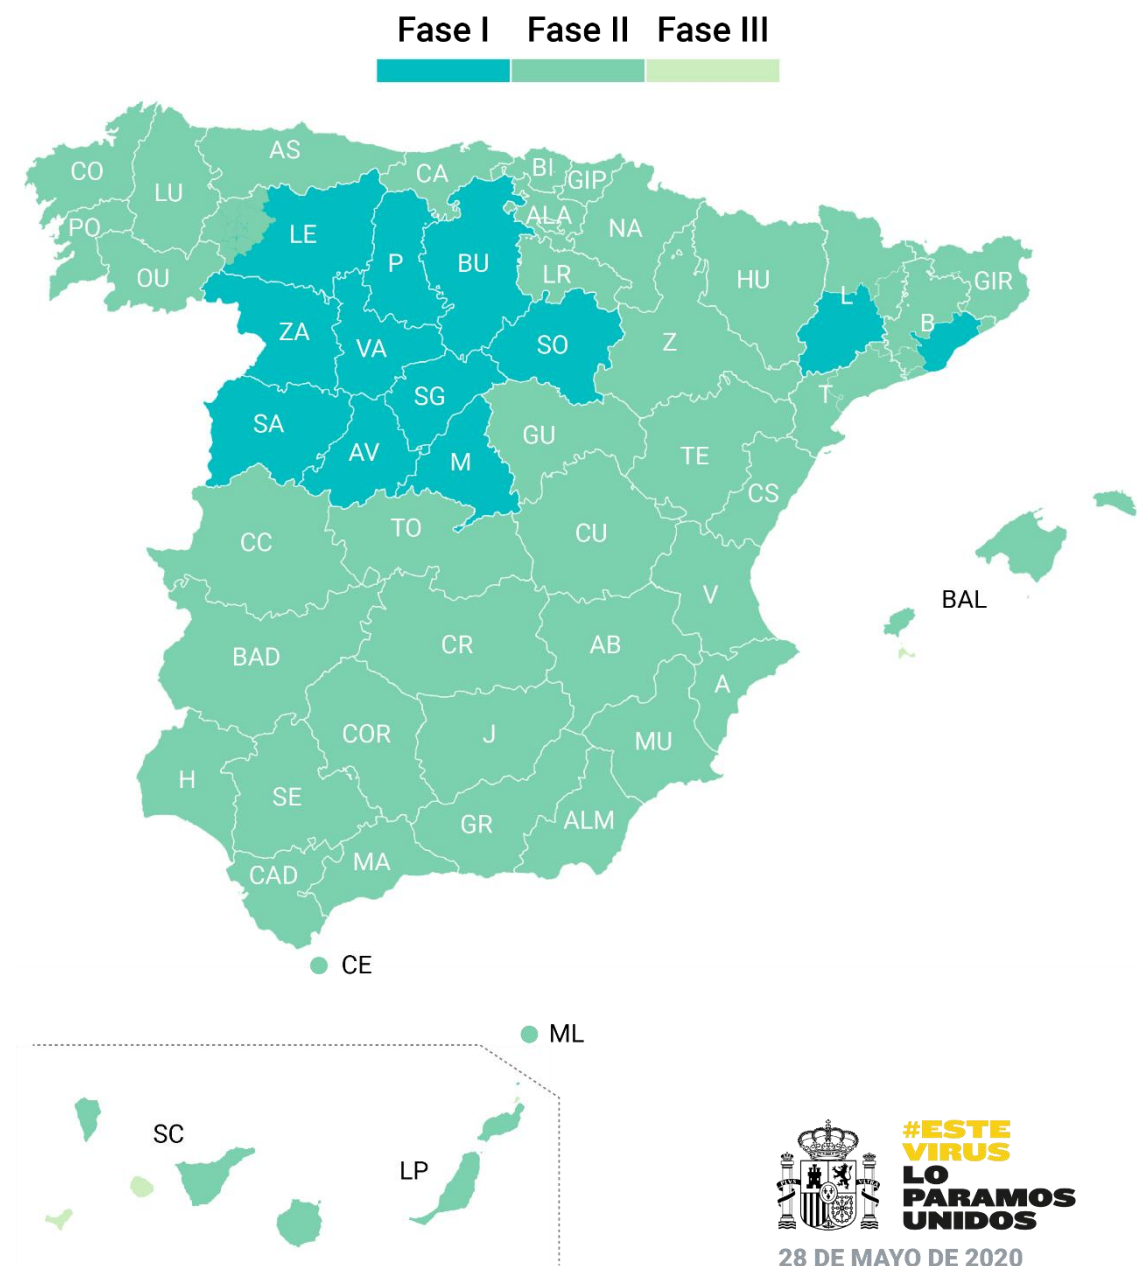 Fase I Fase II Fase III
AS
CO
LU
CA
BI
GIP
PO
ALA
NA
LE
P
BU
OU
LR
HU
GIR
L
ZA
VA
SO
Z
B
SG
SA
T
GU
AV
M
TE
CS
TO
CU
CC
V
BAL
BAD
CR
AB
A
COR
J
MU
H
SE
GR
ALM
CAD
MA
CE
ML
SC
LP
#ESTE
VIRUS
LO
PARAMOS
UNIDOS
28 DE MAYO DE 2020